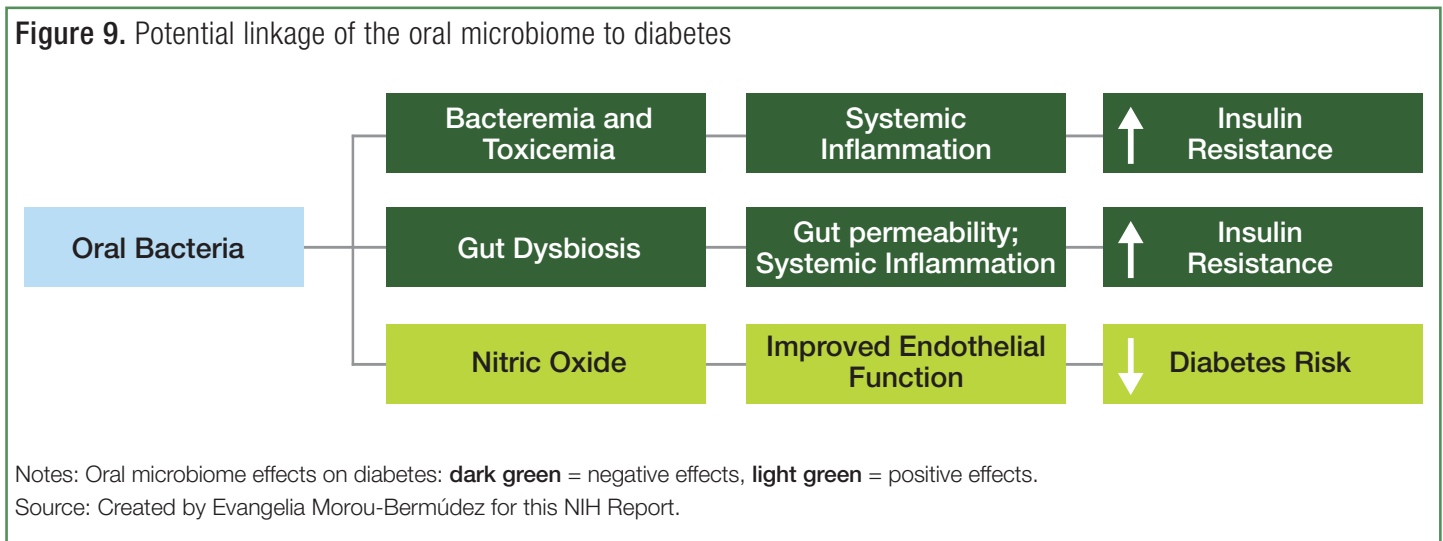 Figure 9. Potential linkage of the oral microbiome to diabetes
Bacteremia and
Toxicemia
Systemic
Inflammation
Insulin
Resistance
Oral Bacteria
Gut Dysbiosis
Gut permeability;
Systemic Inflammation
Insulin
Resistance
Nitric Oxide
Improved Endothelial
Function
Diabetes Risk
Notes: Oral microbiome effects on diabetes: dark green = negative effects, light green = positive effects.
Source: Created by Evangelia Morou-Bermúdez for this NIH Report.